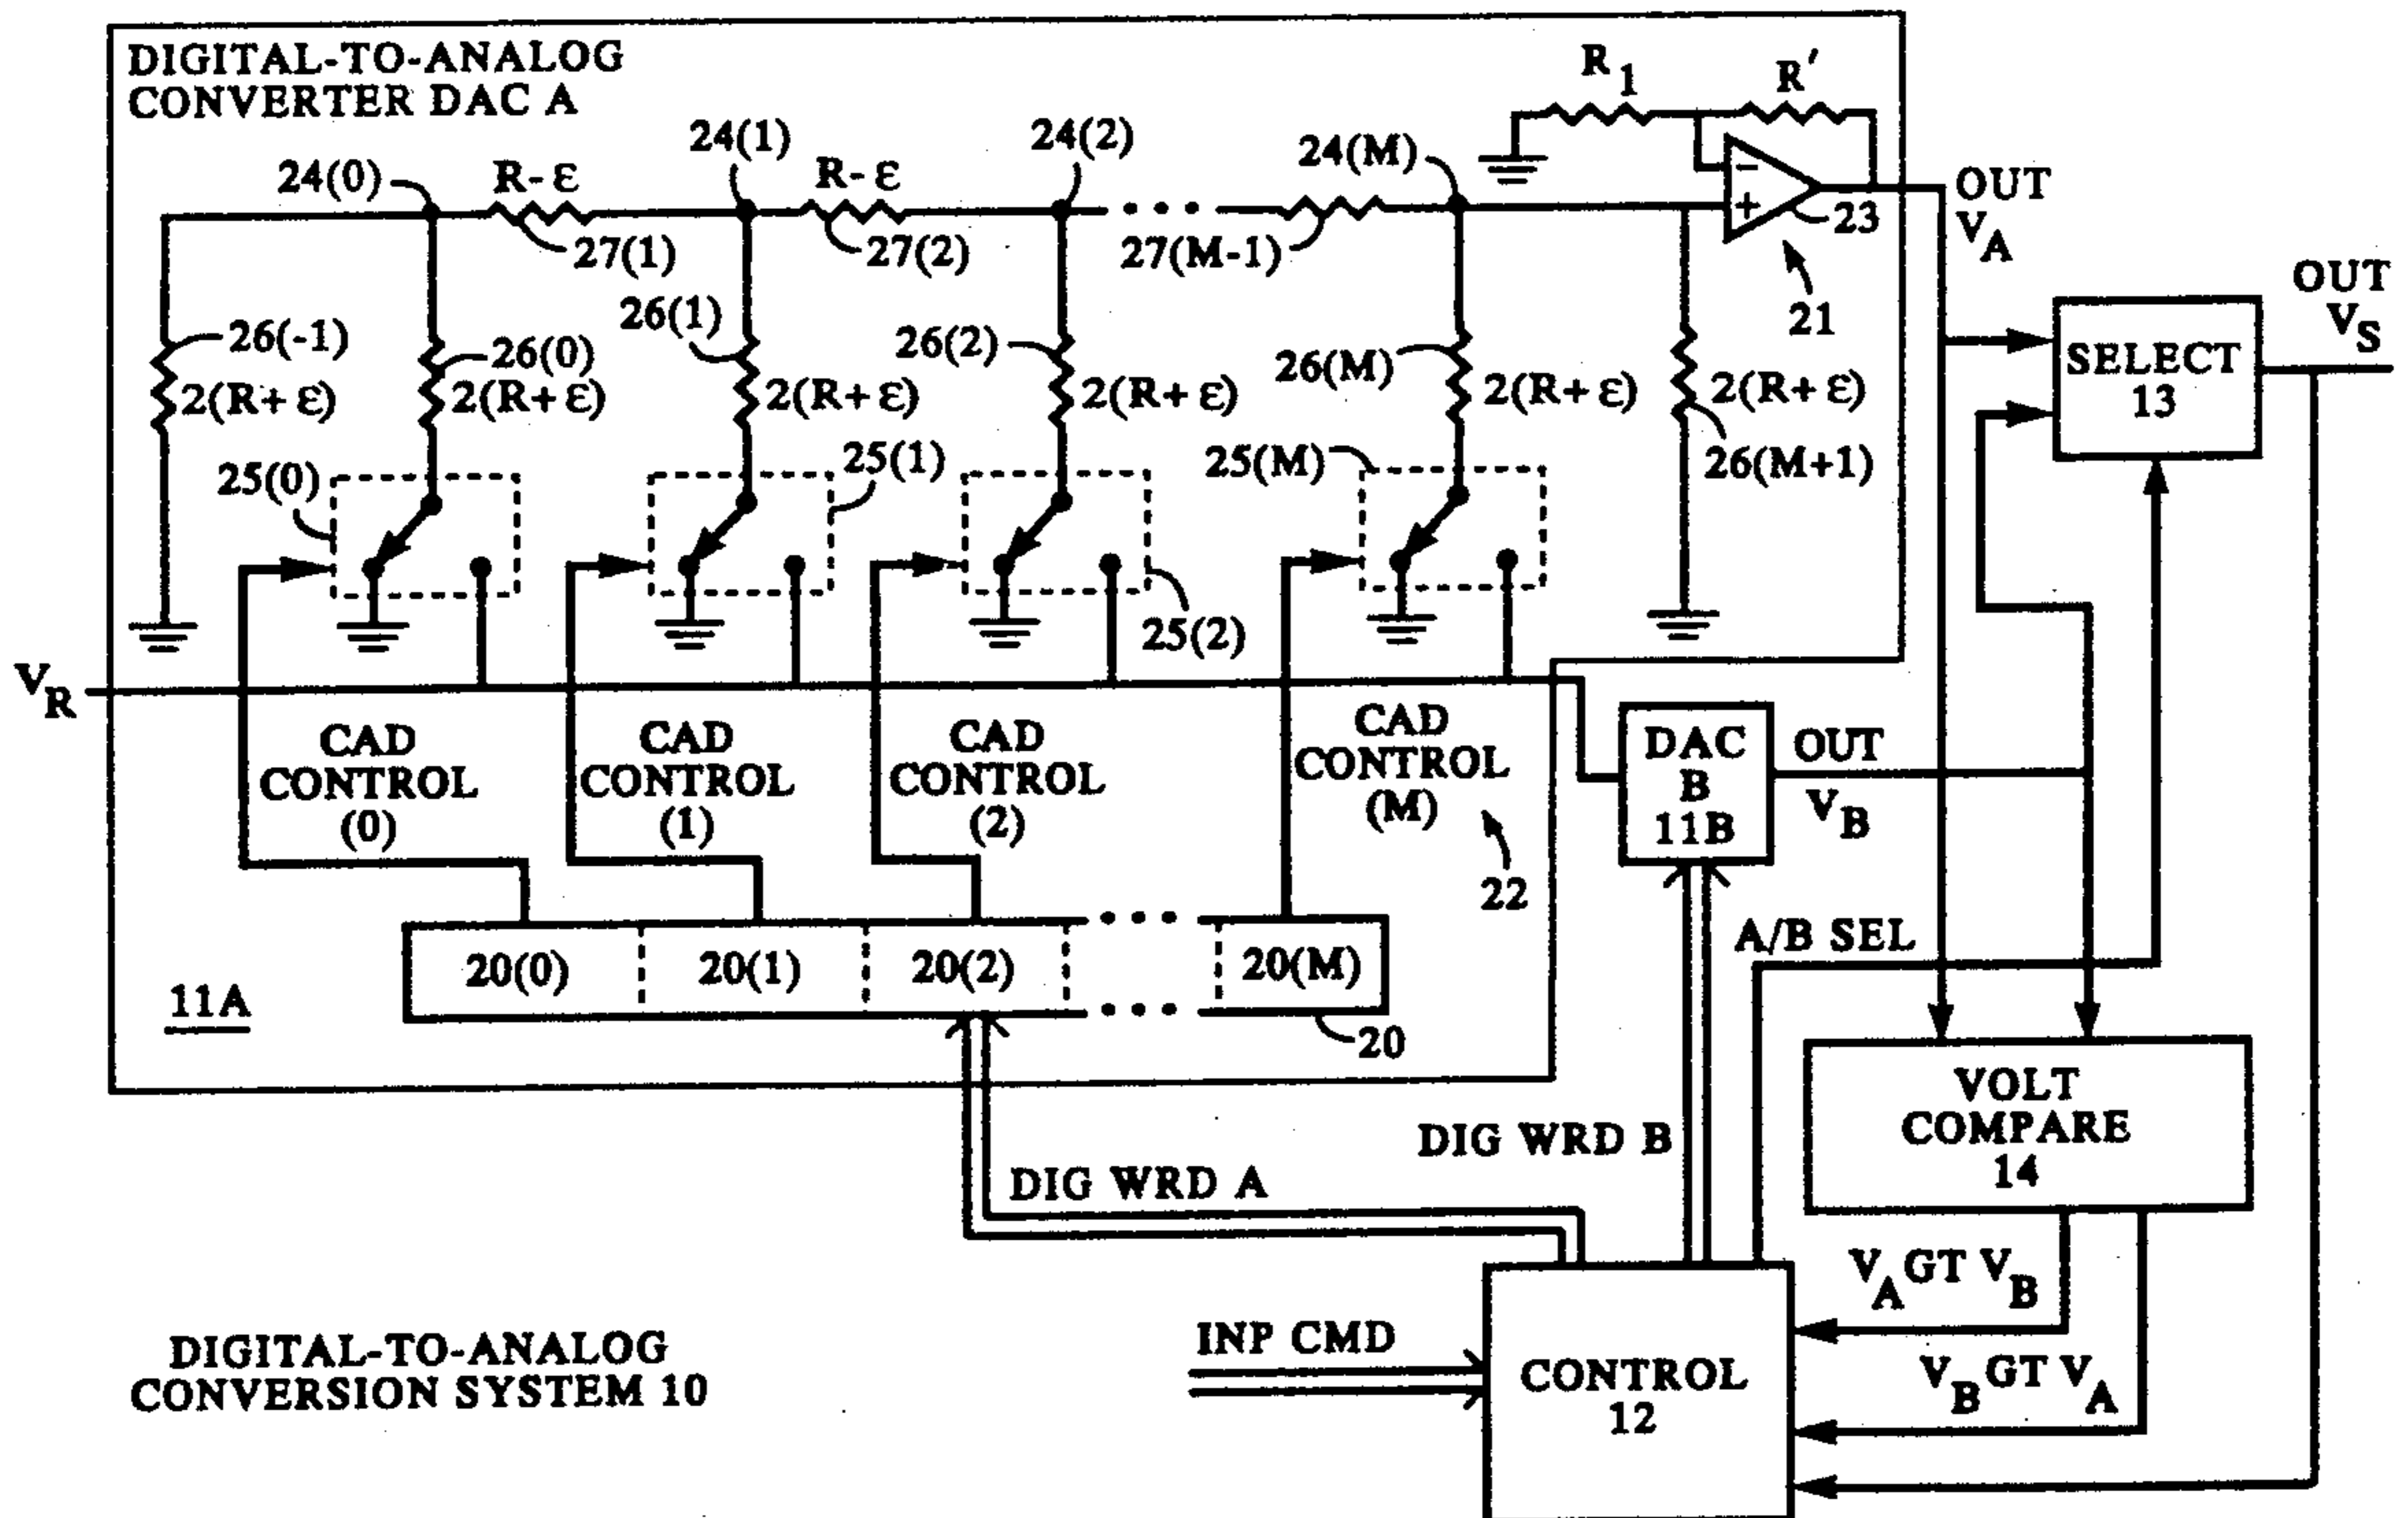 DIGITAL-TO-ANALOG
CONVERTER DAC A
R1
R'
24(0)
R-ε
24(1)
R-ε
24(2)
24(M)
27(1)
27(2)
27(M-1)
-
+
23
21
OUT
VA
OUT
VS
26(-1)
2(R+ε)
26(0)
2(R+ε)
26(1)
2(R+ε)
26(2)
2(R+ε)
26(M)
2(R+ε)
2(R+ε)
26(M+1)
SELECT
13
25(0)
25(1)
25(2)
25(M)
VR
CAD
CONTROL
(0)
CAD
CONTROL
(1)
CAD
CONTROL
(2)
CAD
CONTROL
(M)
22
DAC
B
11B
OUT
VB
A/B SEL
20(0)
20(1)
20(2)
20(M)
20
11A
VOLT
COMPARE
14
DIG WRD B
DIG WRD A
VA GT VB
VB GT VA
INP CMD
CONTROL
12
DIGITAL-TO-ANALOG
CONVERSION SYSTEM 10